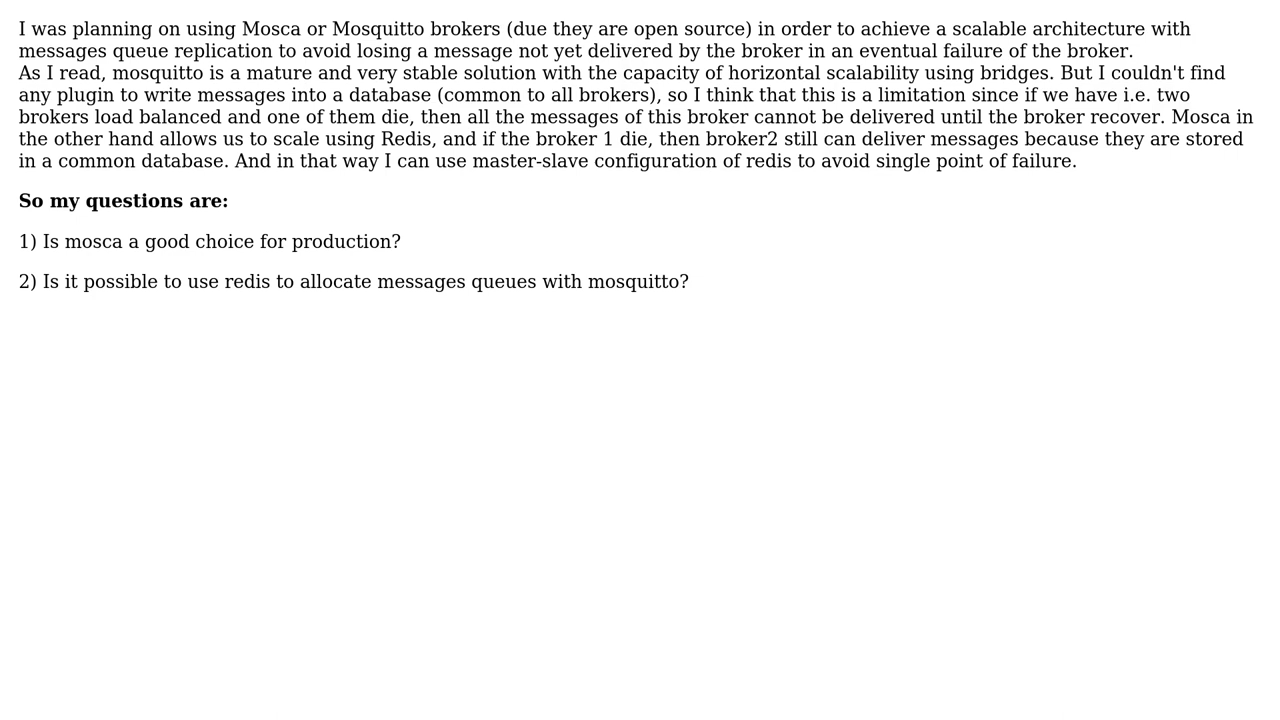 I was planning on using Mosca or Mosquitto brokers (due they are open source) in order to achieve a scalable architecture with
messages queue replication to avoid losing a message not yet delivered by the broker in an eventual failure of the broker.
As I read, mosquitto is a mature and very stable solution with the capacity of horizontal scalability using bridges. But I couldn't find
any plugin to write messages into a database (common to all brokers), so I think that this is a limitation since if we have i.e. two
brokers load balanced and one of them die, then all the messages of this broker cannot be delivered until the broker recover. Mosca in
the other hand allows us to scale using Redis, and if the broker 1 die, then broker2 still can deliver messages because they are stored
in a common database. And in that way I can use master-slave configuration of redis to avoid single point of failure.
So my questions are:
1) Is mosca a good choice for production?
2) Is it possible to use redis to allocate messages queues with mosquitto?